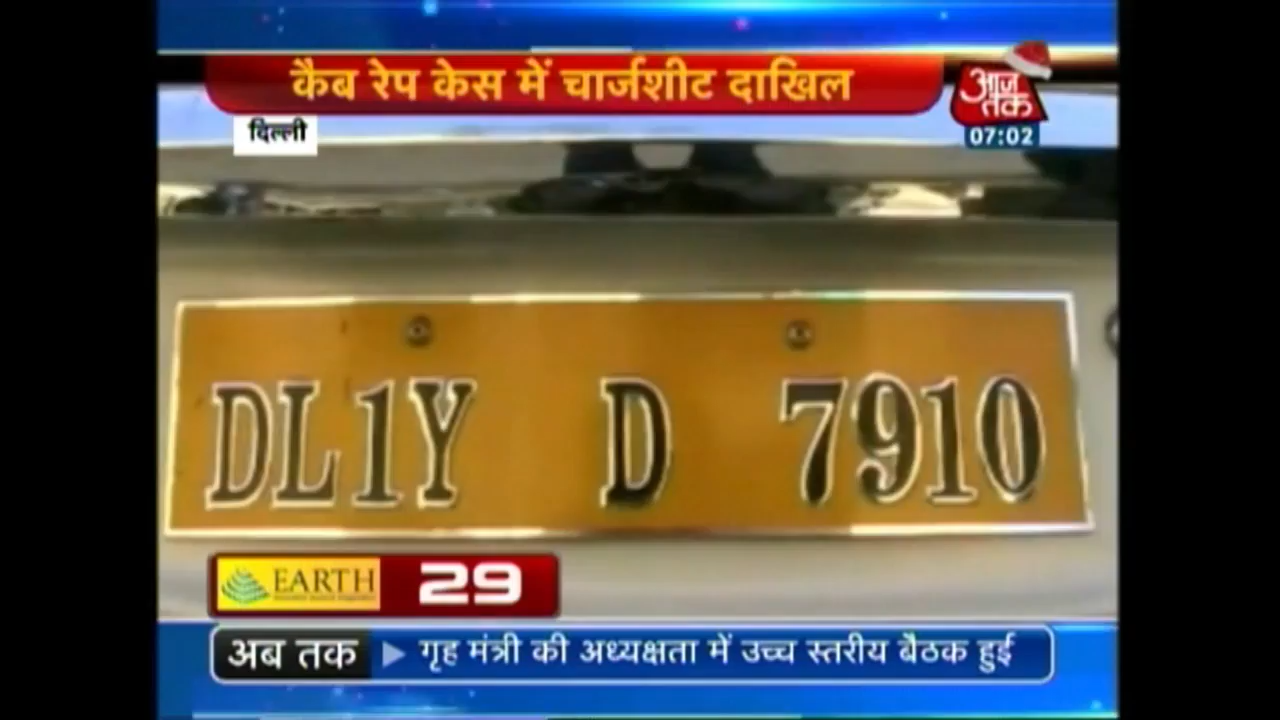 कैब रेप केस में चार्जशीट दाखिल
आज
तक
07:02
दिल्ली
DL1Y D 7910
EARTH
29
अब तक
गृह मंत्री की अध्यक्षता में उच्च स्तरीय बैठक हुई